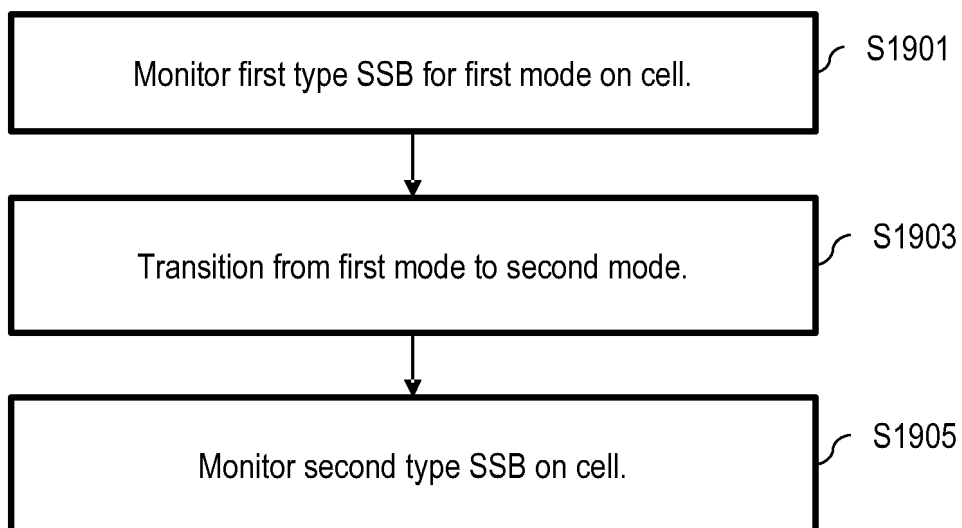 S1901
Monitor first type SSB for first mode on cell.
S1903
Transition from first mode to second mode.
S1905
Monitor second type SSB on cell.